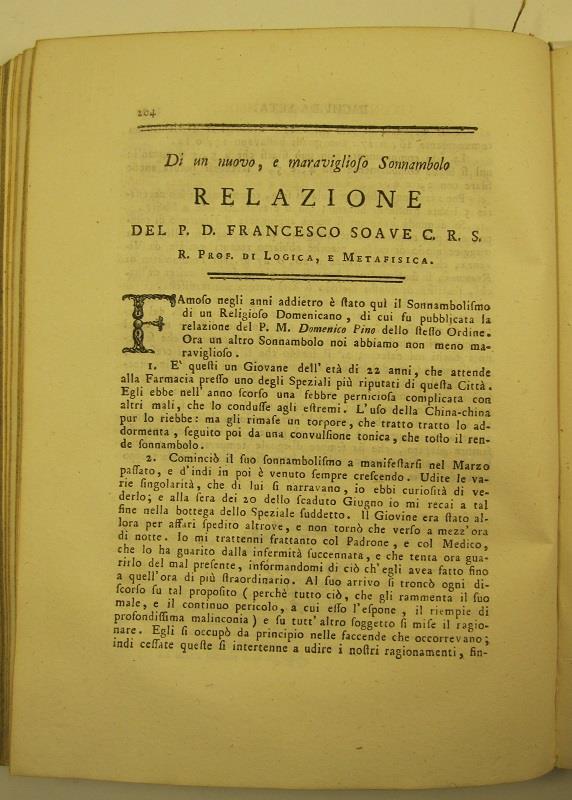 204
Di un nuovo, e maraviglioſo Sonnambolo
RELAZIONE
DEL P. D. FRANCESCO SOAVE C. R. S.
R. PROF. DI LOGICA, E METAFISICA.
FAmoſo negli anni addietro è ſtato quì il Sonnamboliſmo
di un Religioſo Domenicano, di cui fu pubblicata la
relazione del P. M. Domenico Pino dello ſteſſo Ordine.
Ora un altro Sonnambolo noi abbiamo non meno ma-
raviglioſo.
1. E' queſti un Giovane dell' età di 22 anni, che attende
alla Farmacia preſſo uno degli Speziali più riputati di queſta Città.
Egli ebbe nell' anno ſcorſo una febbre pernicioſa complicata con
altri mali, che lo conduſſe agli eſtremi. L' uſo della China-china
pur lo riebbe: ma gli rimaſe un torpore, che tratto tratto lo ad-
dormenta, ſeguito poi da una convulſione tonica, che toſto il ren-
de ſonnambolo.
2. Cominciò il ſuo ſonnamboliſmo a manifeſtarſi nel Marzo
paſſato, e d'indi in poi è venuto ſempre creſcendo. Udite le va-
rie ſingolarità, che di lui ſi narravano, io ebbi curioſità di ve-
derlo; e alla ſera dei 20 dello ſcaduto Giugno io mi recai a tal
fine nella bottega dello Speziale ſuddetto. Il Giovine era ſtato al-
lora per affari ſpedito altrove, e non tornò che verſo a mezz' ora
di notte. Io mi trattenni frattanto col Padrone, e col Medico,
che lo ha guarito dalla infermità ſuccennata, e che tenta ora gua-
rirlo del mal preſente, informandomi di ciò ch'egli avea fatto fino
a quell' ora di più ſtraordinario. Al ſuo arrivo ſi troncò ogni di-
ſcorſo ſu tal propoſito (perchè tutto ciò, che gli rammenta il ſuo
male, e il continuo pericolo, a cui eſſo l'eſpone, il riempie di
profondiſſima malinconia) e ſu tutt' altro ſoggetto ſi miſe il ragio-
nare. Egli ſi occupò da principio nelle faccende che occorrevano;
indi ceſſate queſte ſi intertenne a udire i noſtri ragionamenti, fin-